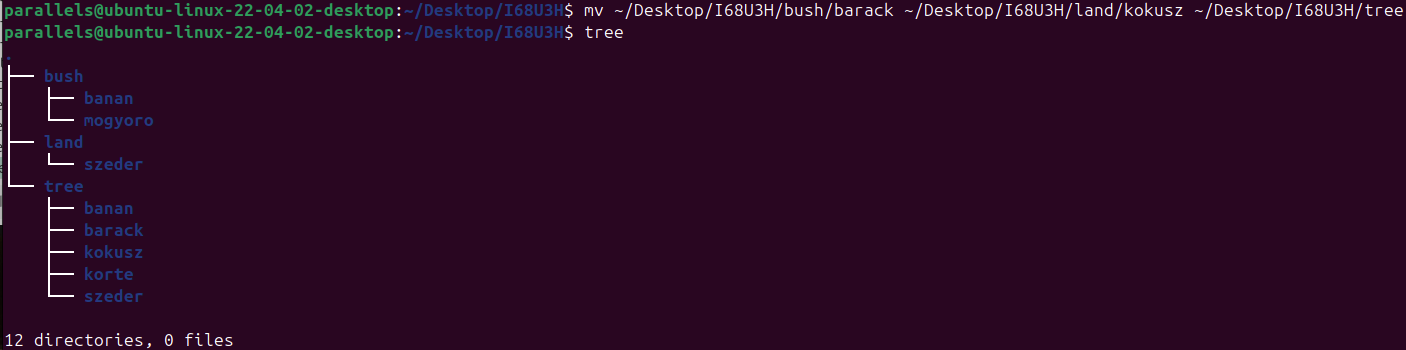 parallels@ubuntu-linux-22-04-02-desktop:~/Desktop/I68U3H$ mv ~/Desktop/I68U3H/bush/barack ~/Desktop/I68U3H/land/kokusz ~/Desktop/I68U3H/tree
parallels@ubuntu-linux-22-04-02-desktop:~/Desktop/I68U3H$ tree
.
├── bush
│   ├── banan
│   └── mogyoro
├── land
│   └── szeder
└── tree
    ├── banan
    ├── barack
    ├── kokusz
    ├── korte
    └── szeder

12 directories, 0 files